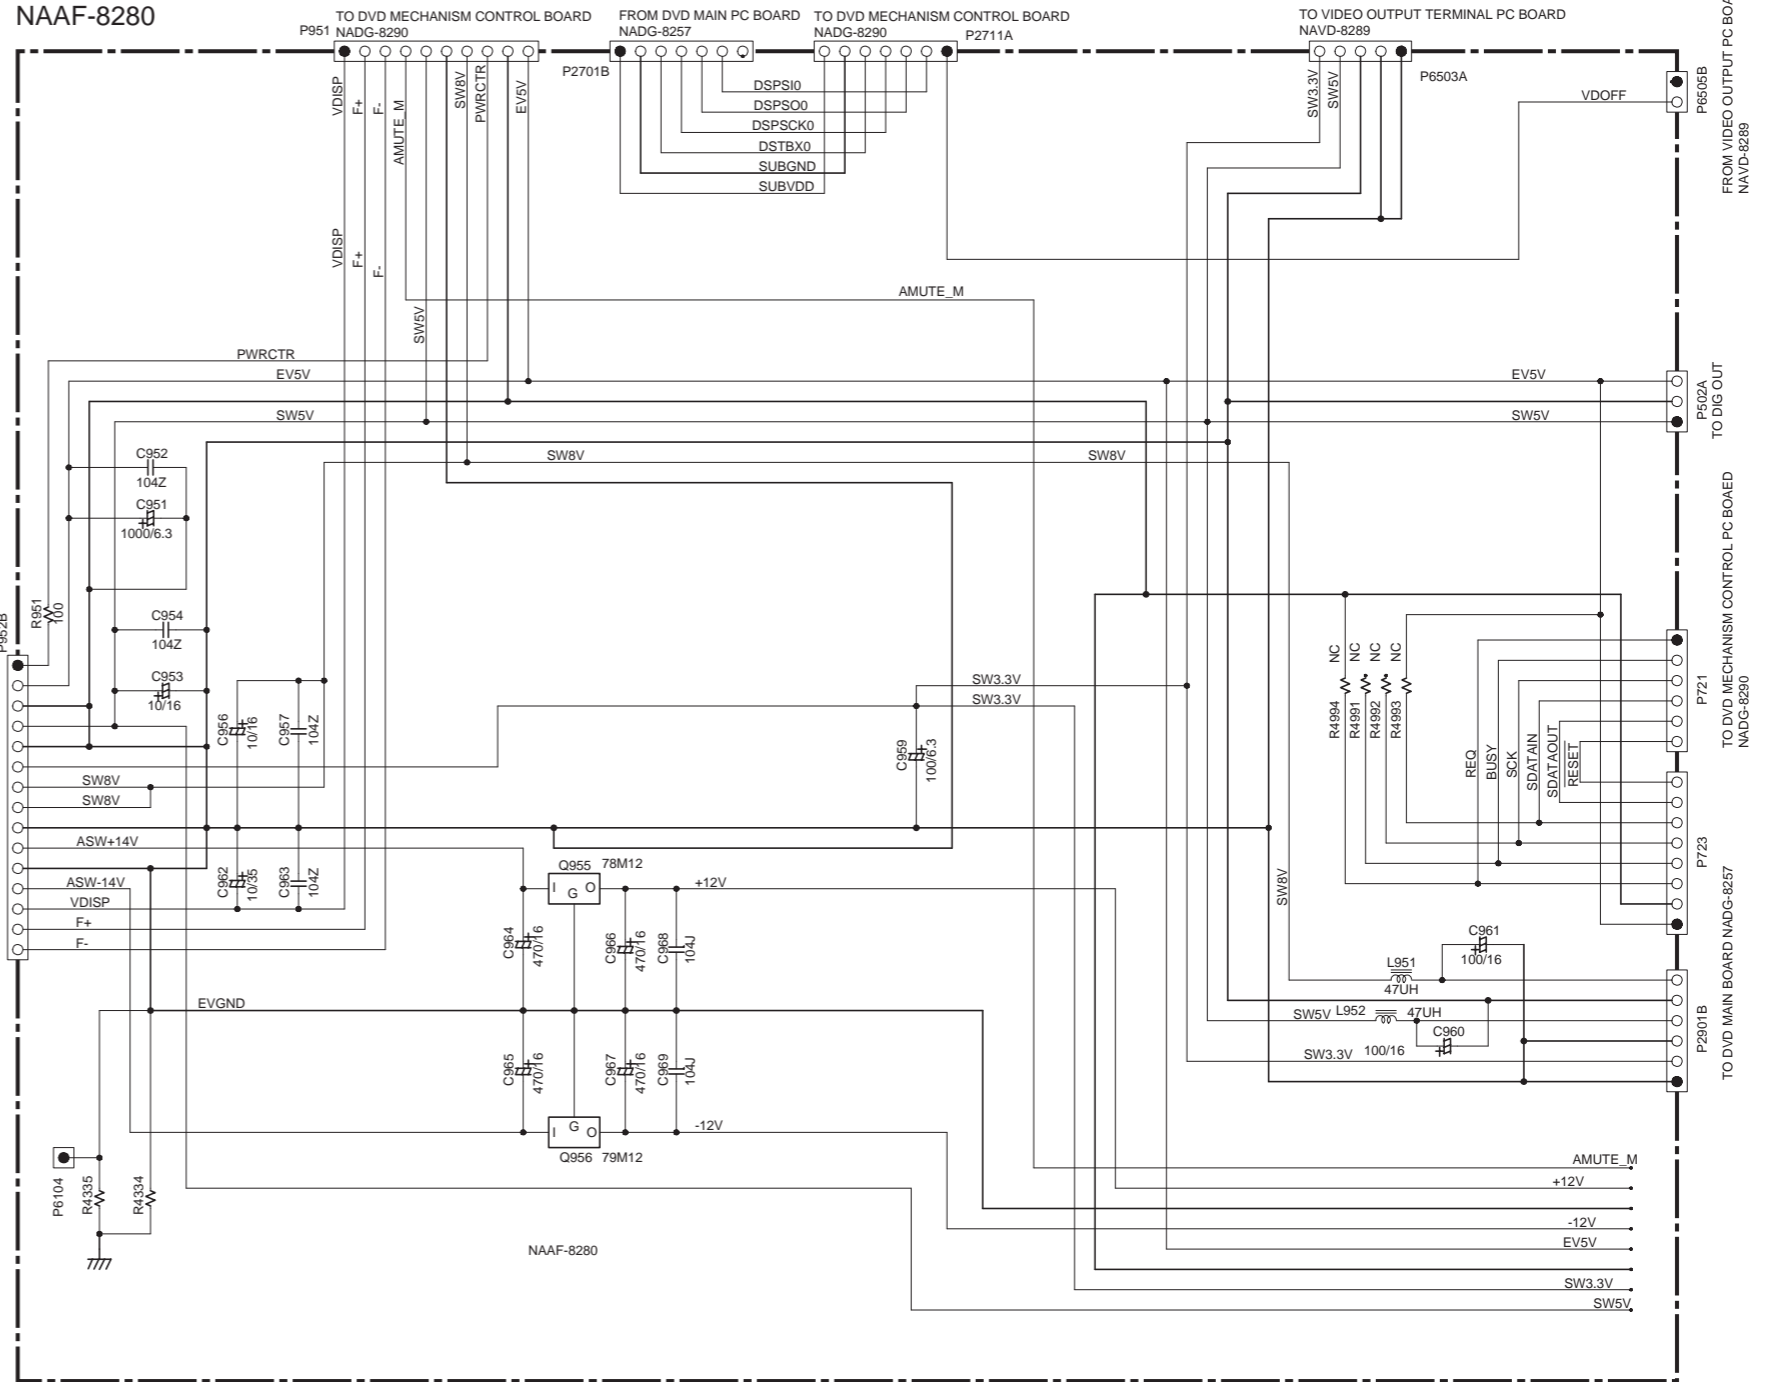 NAAF-8280
P951
TO DVD MECHANISM CONTROL BOARD
NADG-8290
FROM DVD MAIN PC BOARD
NADG-8257
P2701B
TO DVD MECHANISM CONTROL BOARD
NADG-8290
P2711A
TO VIDEO OUTPUT TERMINAL PC BOARD
NAVD-8289
P6503A
P6505B
FROM VIDEO OUTPUT PC
NAVD-8289
VDISP
F+
F-
AMUTE_M
SW8V
PWRCTR
EV5V
DSPSI0
DSPSO0
DSPSCK0
DSTBX0
SUBGND
SUBVDD
SW3.3V
SW5V
VDOFF
VDISP
F+
F-
SW5V
AMUTE_M
PWRCTR
EV5V
EV5V
SW5V
SW5V
P502A
TO DIG OUT
SW8V
SW8V
C952
104Z
C951
1000/6.3
R951
100
C954
104Z
C953
10/16
P952B
C956
10/16
C957
104Z
SW3.3V
SW3.3V
C959
100/6.3
NC
NC
NC
NC
R4994
R4991
R4992
R4993
REQ
BUSY
SCK
SDATAIN
SDATAOUT
RESET
P721
TO DVD MECHANISM CONTROL PC BOAED
NADG-8290
P723
TO DVD MAIN BOARD NADG-8257
SW8V
SW8V
ASW+14V
ASW-14V
VDISP
F+
F-
C962
10/35
C963
104Z
Q955
78M12
I
G
O
+12V
C964
470/16
C966
470/16
C968
104J
SW8V
C961
100/16
L951
47UH
SW5V
L952
47UH
C960
100/16
SW3.3V
P2901B
EVGND
C965
470/16
C967
470/16
C969
104J
I
G
O
-12V
Q956
79M12
P6104
R4335
R4334
NAAF-8280
AMUTE_M
+12V
-12V
EV5V
SW3.3V
SW5V